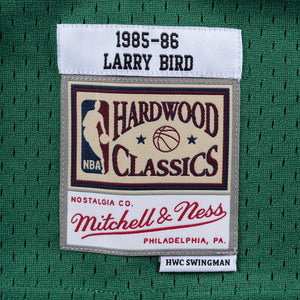 1985-86
LARRY BIRD
HARDWOOD
NBA
CLASSICS
NOSTALGIA CO.
Mitchell & Ness
PHILADELPHIA, PA.
HWC SWINGMAN